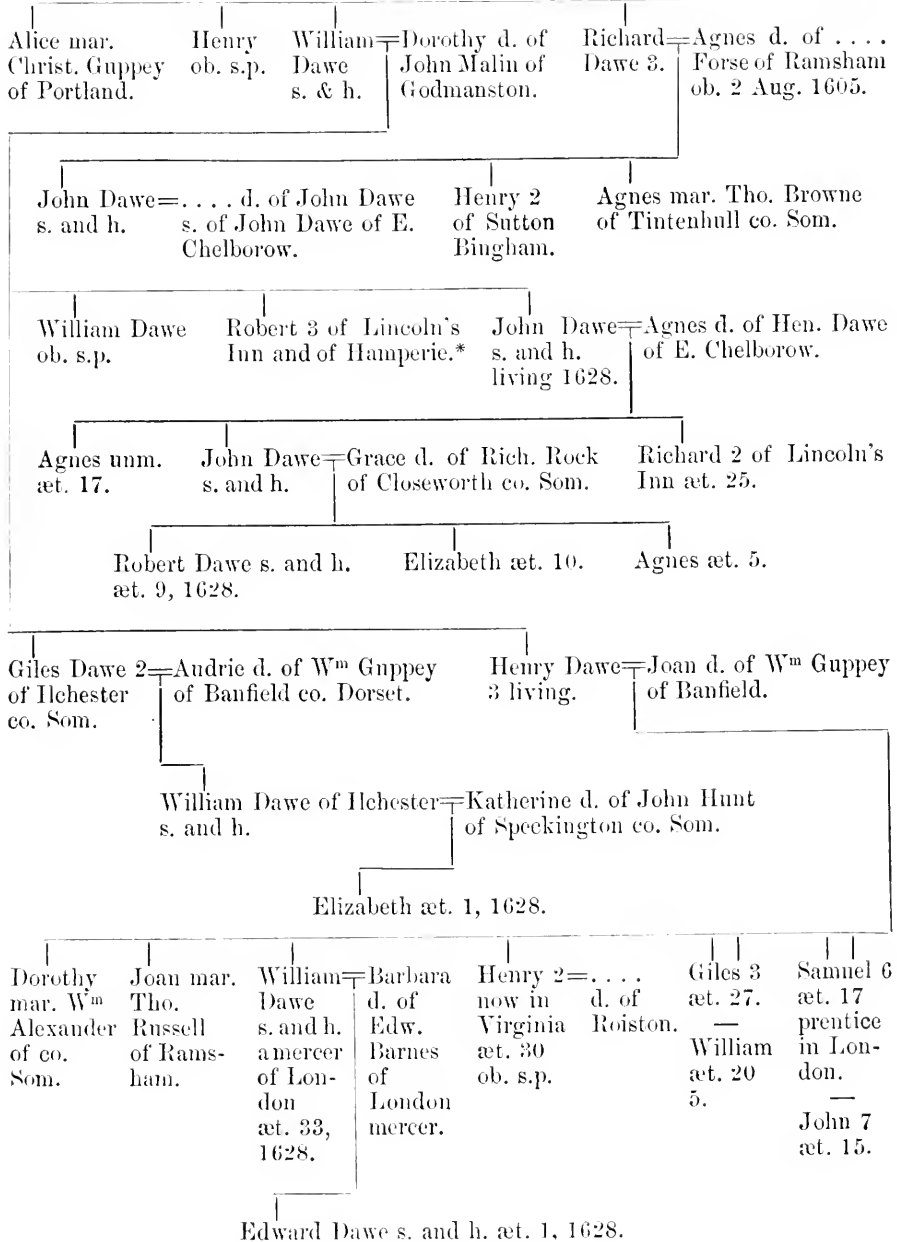 Alice mar.
Christ. Guppey
of Portland.
Henry
ob. s.p.
William=Dorothy d. of
Dawe John Malin of
s. & h. Godmanston.
Richard=Agnes d. of ....
Dawe 3. Forse of Ramsham
ob. 2 Aug. 1605.
John Dawe=.... d. of John Dawe
s. and h. s. of John Dawe of E.
Chelborow.
Henry 2
of Sutton
Bingham.
Agnes mar. Tho. Browne
of Tintenhull co. Som.
William Dawe
ob. s.p.
Robert 3 of Lincoln's
Inn and of Hamperie.*
John Dawe=Agnes d. of Hen. Dawe
s. and h. of E. Chelborow.
living 1628.
Agnes unm.
æt. 17.
John Dawe=Grace d. of Rich. Rock
s. and h. of Closeworth co. Som.
Richard 2 of Lincoln's
Inn æt. 25.
Robert Dawe s. and h.
æt. 9, 1628.
Elizabeth æt. 10.
Agnes æt. 5.
Giles Dawe 2=Audrie d. of Wᵐ Guppey
of Ilchester of Banfield co. Dorset.
co. Som.
Henry Dawe=Joan d. of Wᵐ Guppey
3 living. of Banfield.
William Dawe of Ilchester=Katherine d. of John Hunt
s. and h. of Speckington co. Som.
Elizabeth æt. 1, 1628.
Dorothy
mar. Wᵐ
Alexander
of co.
Som.
Joan mar.
Tho.
Russell
of Rams-
ham.
William=Barbara
Dawe d. of
s. and h. Edw.
a mercer Barnes
of Lon- of
don London
æt. 33, mercer.
1628.
Henry 2=....
now in d. of
Virginia Roiston.
æt. 30
ob. s.p.
Giles 3
æt. 27.
—
William
æt. 20
5.
Samuel 6
æt. 17
prentice
in Lon-
don.
—
John 7
æt. 15.
Edward Dawe s. and h. æt. 1, 1628.